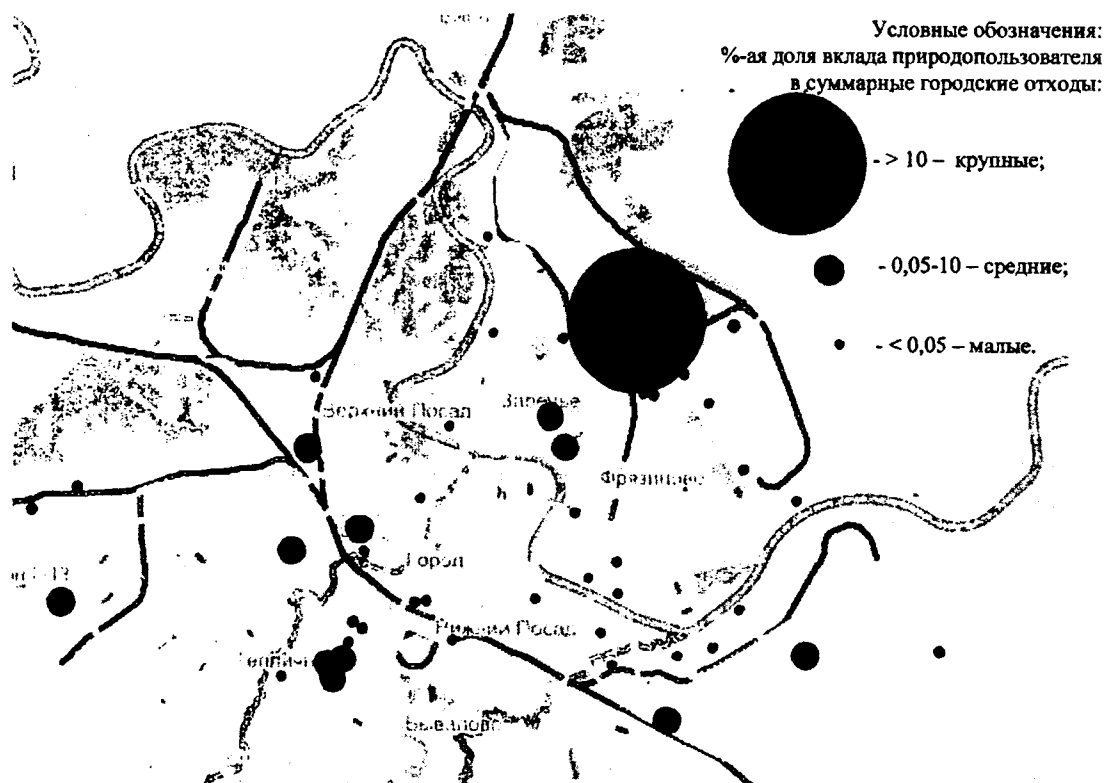 Условные обозначения:
%-ая доля вклада природопользователя
в суммарные городские отходы:
- > 10 – крупные;
- 0,05-10 – средние;
- < 0,05 – малые.
Верхний Посад
Заречье
Город
Нижний Посад